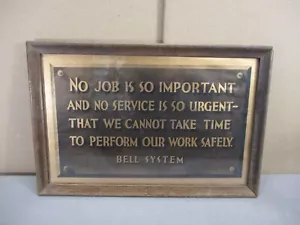 NO JOB IS SO IMPORTANT
AND NO SERVICE IS SO URGENT-
THAT WE CANNOT TAKE TIME
TO PERFORM OUR WORK SAFELY.
BELL SYSTEM